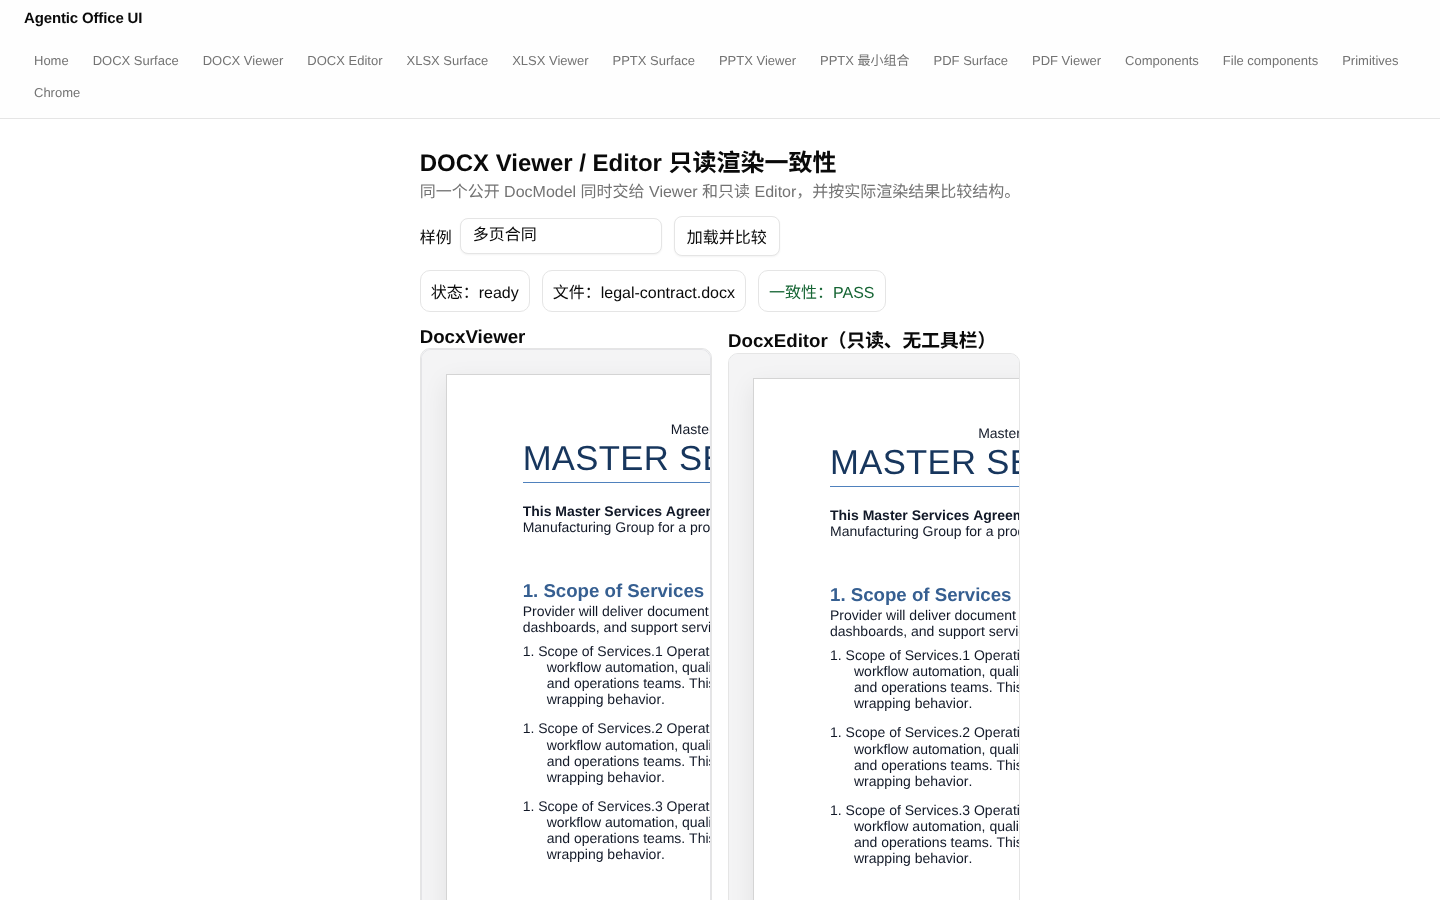 Agentic Office UI
Home DOCX Surface DOCX Viewer DOCX Editor XLSX Surface XLSX Viewer PPTX Surface PPTX Viewer PPTX 最小组合 PDF Surface PDF Viewer Components File components Primitives
Chrome
DOCX Viewer / Editor 只读渲染一致性
同一个公开 DocModel 同时交给 Viewer 和只读 Editor，并按实际渲染结果比较结构。
样例 多页合同 加载并比较
状态：ready 文件：legal-contract.docx 一致性：PASS
DocxViewer
Maste
MASTER SE
This Master Services Agreer
Manufacturing Group for a pro
1. Scope of Services
Provider will deliver document
dashboards, and support servi
1. Scope of Services.1 Operat
workflow automation, quali
and operations teams. This
wrapping behavior.
1. Scope of Services.2 Operat
workflow automation, quali
and operations teams. This
wrapping behavior.
1. Scope of Services.3 Operat
workflow automation, quali
and operations teams. This
wrapping behavior.
DocxEditor（只读、无工具栏）
Master
MASTER SE
This Master Services Agreem
Manufacturing Group for a pro
1. Scope of Services
Provider will deliver document
dashboards, and support servi
1. Scope of Services.1 Operati
workflow automation, quali
and operations teams. This
wrapping behavior.
1. Scope of Services.2 Operati
workflow automation, quali
and operations teams. This
wrapping behavior.
1. Scope of Services.3 Operati
workflow automation, quali
and operations teams. This
wrapping behavior.